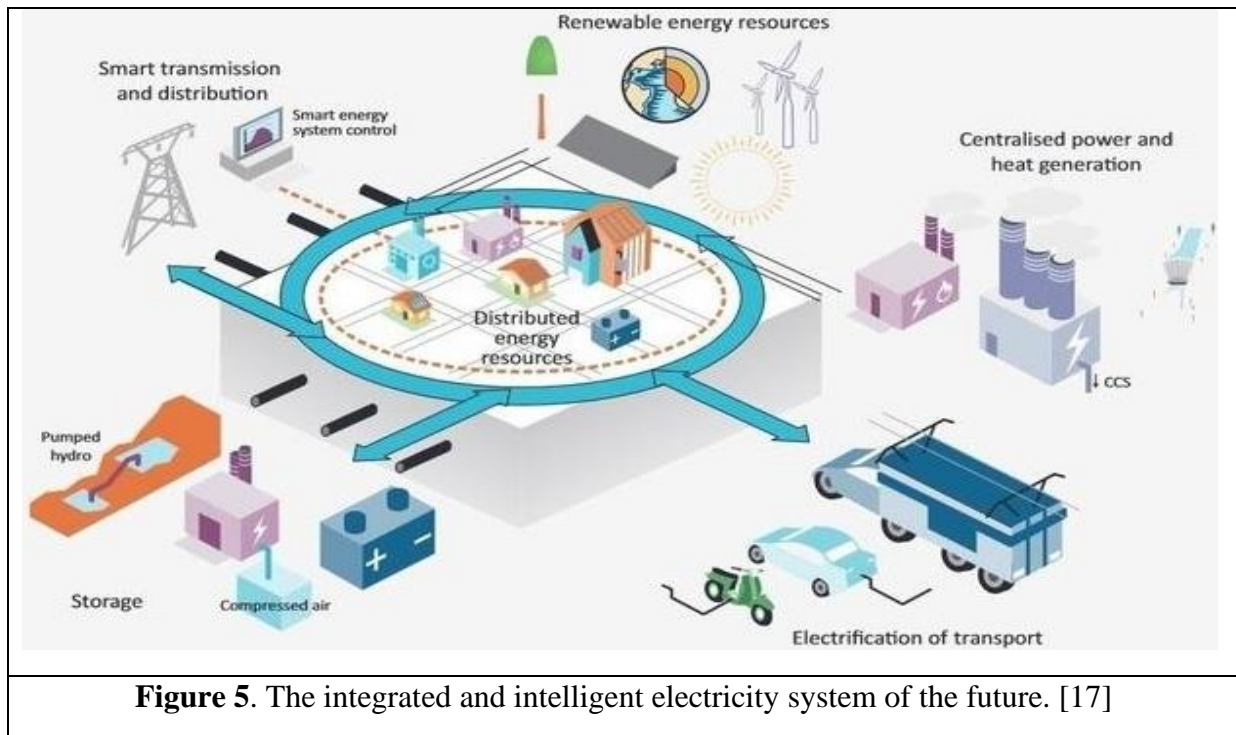 Renewable energy resources
Smart transmission
and distribution
Smart energy
system control
Centralised power and
heat generation
Distributed
energy
resources
CCS
Pumped
hydro
+ -
+ -
Storage
Compressed air
Electrification of transport
Figure 5. The integrated and intelligent electricity system of the future. [17]